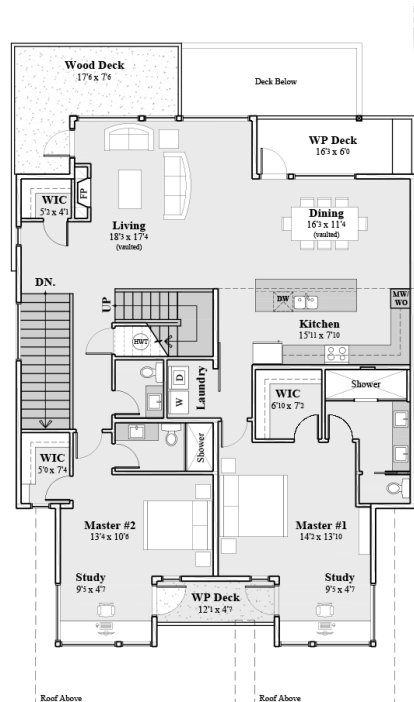 Wood Deck
17'6 x 7'6
Deck Below
WP Deck
16'3 x 6'0
WIC
5'2 x 4'1
FP
Living
18'3 x 17'4
(vaulted)
Dining
16'3 x 11'4
(vaulted)
DN.
UP
DW
MW/
WO
Kitchen
15'11 x 7'10
HWT
D
W
Laundry
Shower
WIC
6'10 x 7'2
WIC
5'0 x 7'4
Shower
Master #2
13'4 x 10'6
Master #1
14'2 x 13'10
Study
9'5 x 4'7
WP Deck
12'1 x 4'7
Study
9'5 x 4'7
Roof Above
Roof Above